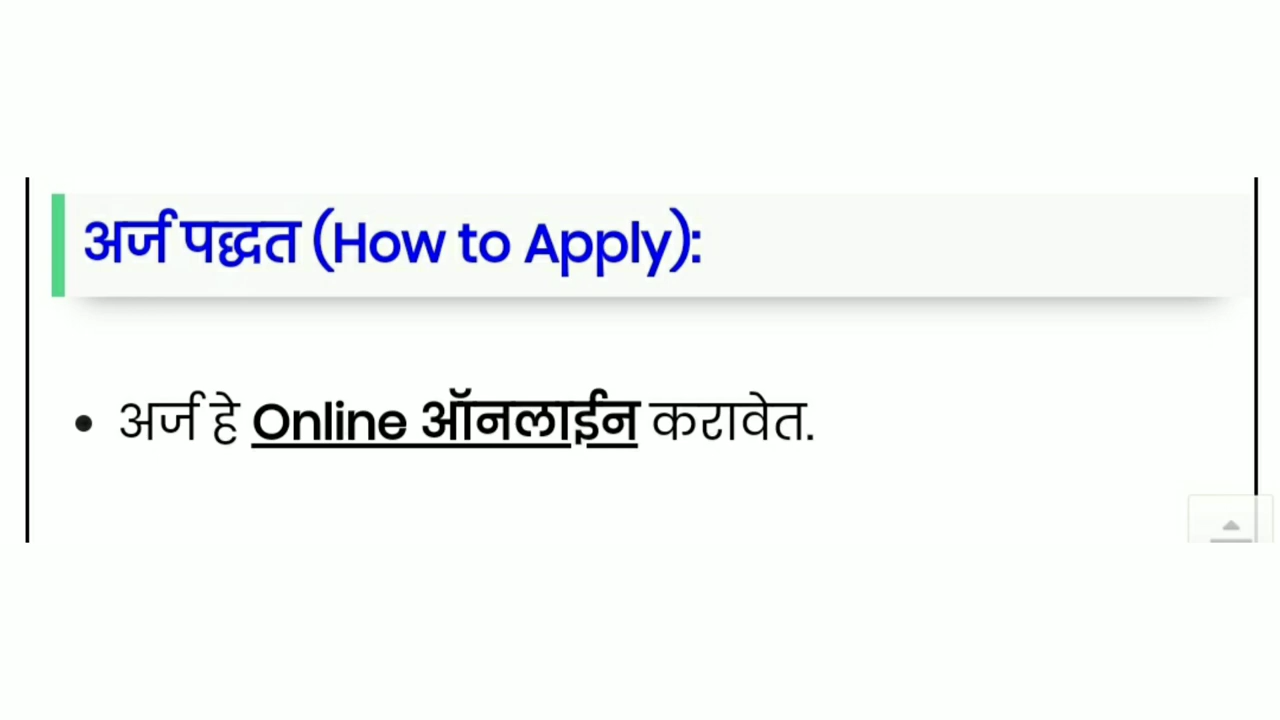 अर्ज पद्धत (How to Apply):
• अर्ज हे Online ऑनलाईन करावेत.